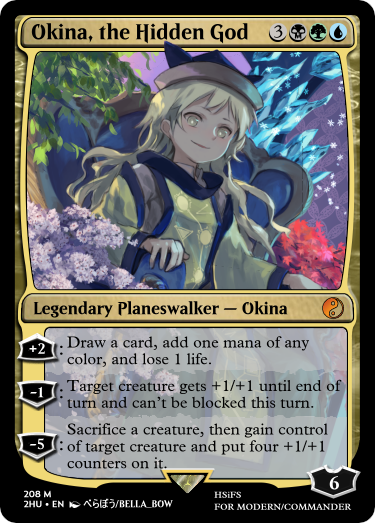 Okina, the Hidden God 3
Legendary Planeswalker — Okina
+2: Draw a card, add one mana of any
color, and lose 1 life.
-1: Target creature gets +1/+1 until end of
turn and can't be blocked this turn.
-5: Sacrifice a creature, then gain control
of target creature and put four +1/+1
counters on it.
6
208 M
2HU • EN べらぼう/BELLA_BOW
HSiFS
FOR MODERN/COMMANDER